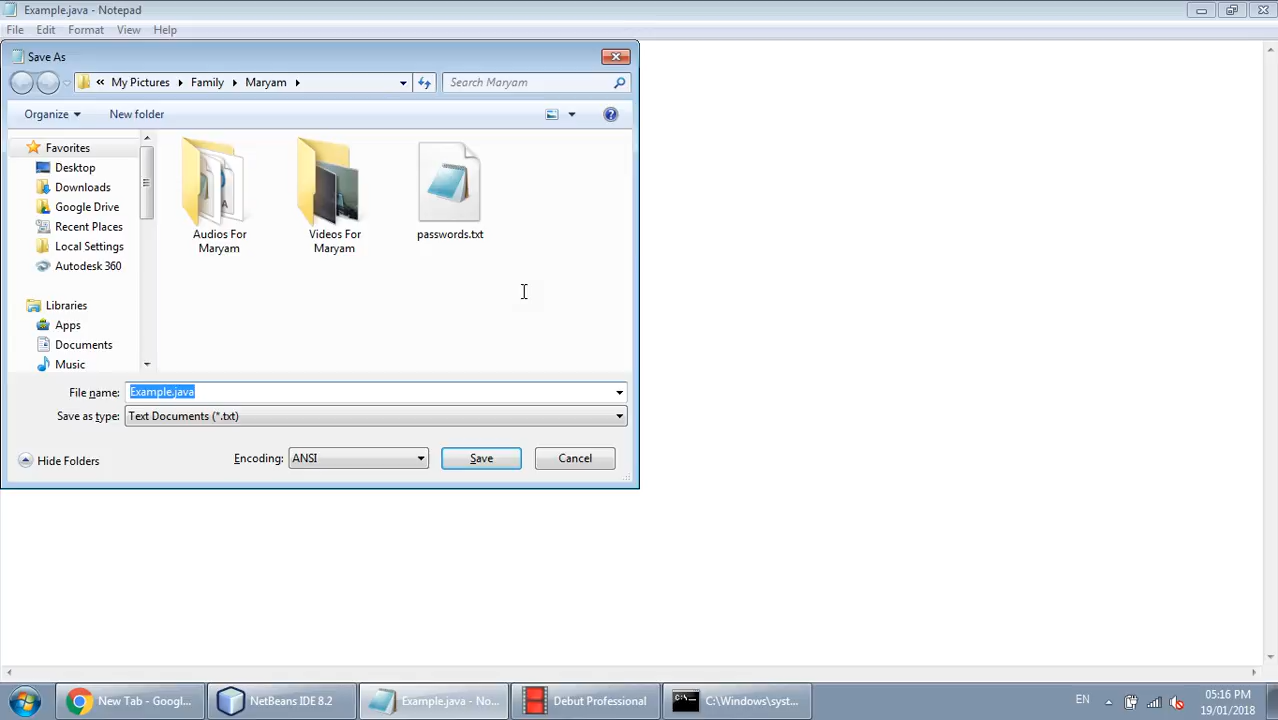 Example.java - Notepad
File Edit Format View Help
Save As
« My Pictures Family Maryam
Search Maryam
Organize New folder
Favorites
Desktop
Downloads
Google Drive
Recent Places
Local Settings
Autodesk 360
Libraries
Apps
Documents
Music
Audios For
Maryam
Videos For
Maryam
passwords.txt
File name: Example.java
Save as type: Text Documents (*.txt)
Hide Folders
Encoding: ANSI
Save
Cancel
New Tab - Googl...
NetBeans IDE 8.2
Example.java - No...
Debut Professional
C:\Windows\syst...
EN
05:16 PM
19/01/2018